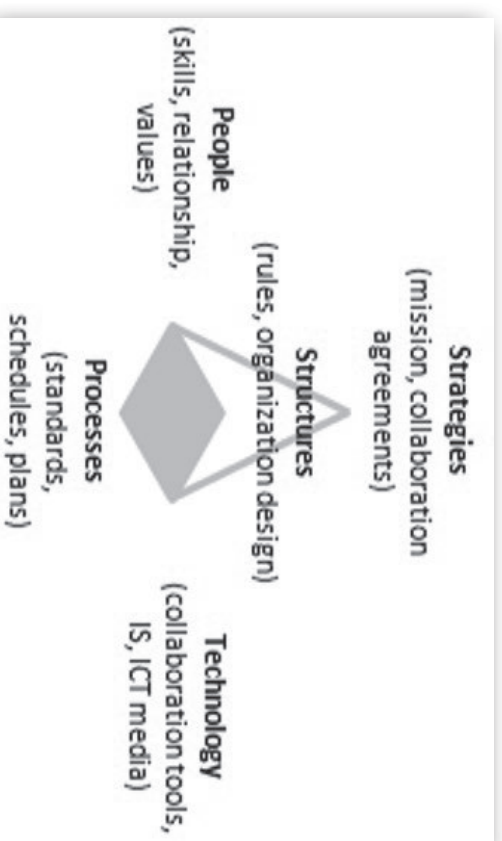 Strategies
(mission, collaboration
agreements)
Structures
(rules, organization design)
People
(skills, relationship,
values)
Technology
(collaboration tools,
IS, ICT media)
Processes
(standards,
schedules, plans)